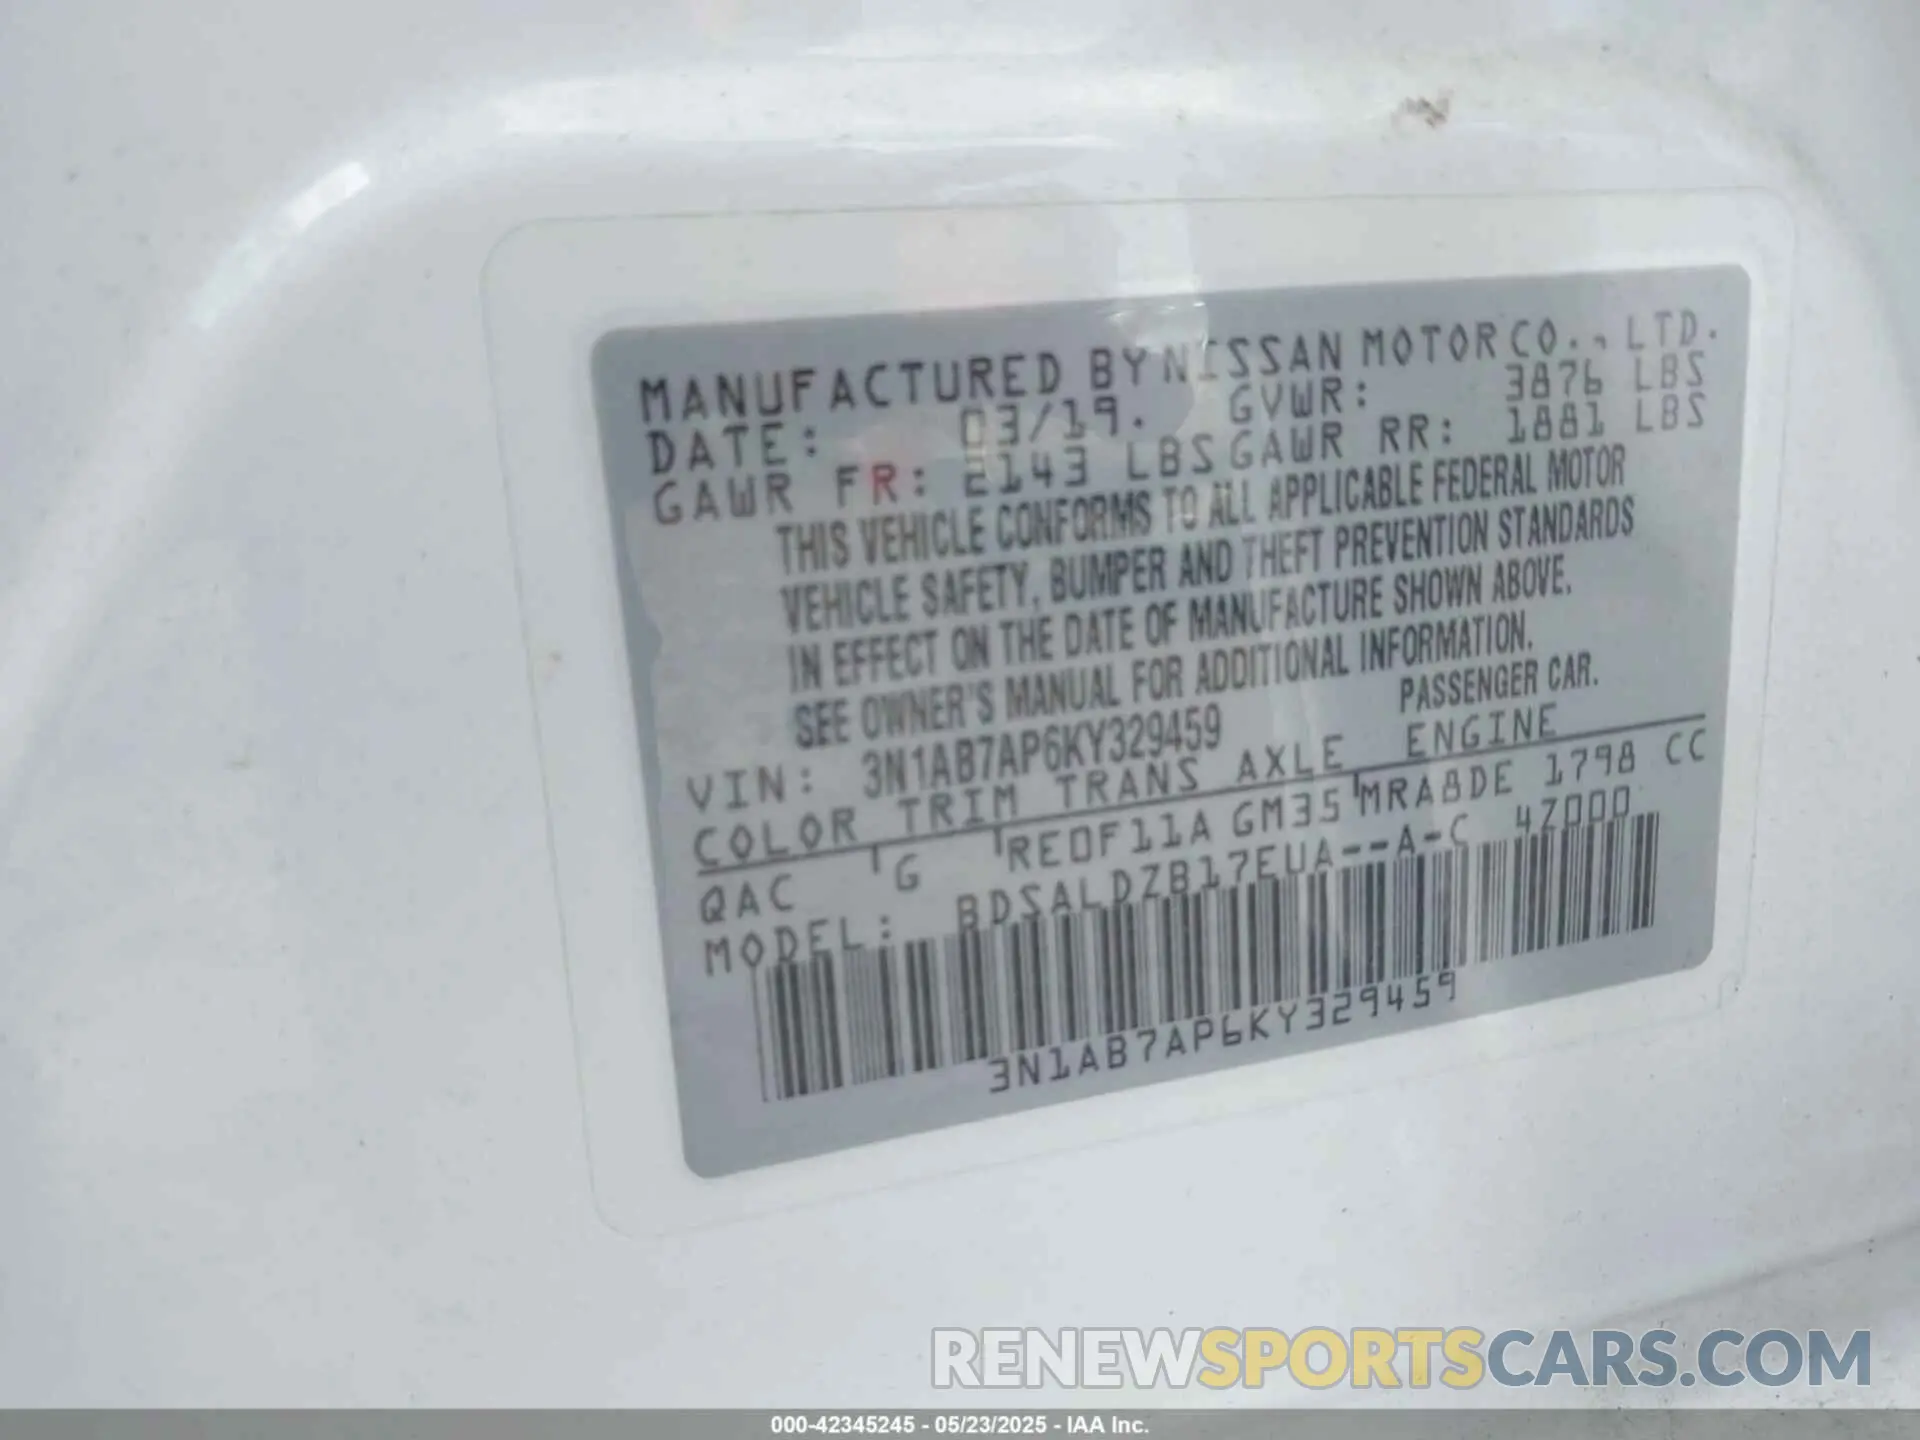 MANUFACTURED BY NISSAN MOTOR CO., LTD.
DATE: 03/19. GVWR: 3876 LBS
GAWR FR: 2143 LBS GAWR RR: 1881 LBS
THIS VEHICLE CONFORMS TO ALL APPLICABLE FEDERAL MOTOR
VEHICLE SAFETY, BUMPER AND THEFT PREVENTION STANDARDS
IN EFFECT ON THE DATE OF MANUFACTURE SHOWN ABOVE.
SEE OWNER'S MANUAL FOR ADDITIONAL INFORMATION.
VIN: 3N1AB7AP6KY329459 PASSENGER CAR.
COLOR TRIM TRANS AXLE ENGINE
QAC G RE0F11A GM35 MRA8DE 1798 CC
MODEL: BDSALDZB17EUA--A-C 4Z000
3N1AB7AP6KY329459
RENEWSPORTSCARS.COM
000-42345245 - 05/23/2025 - IAA Inc.